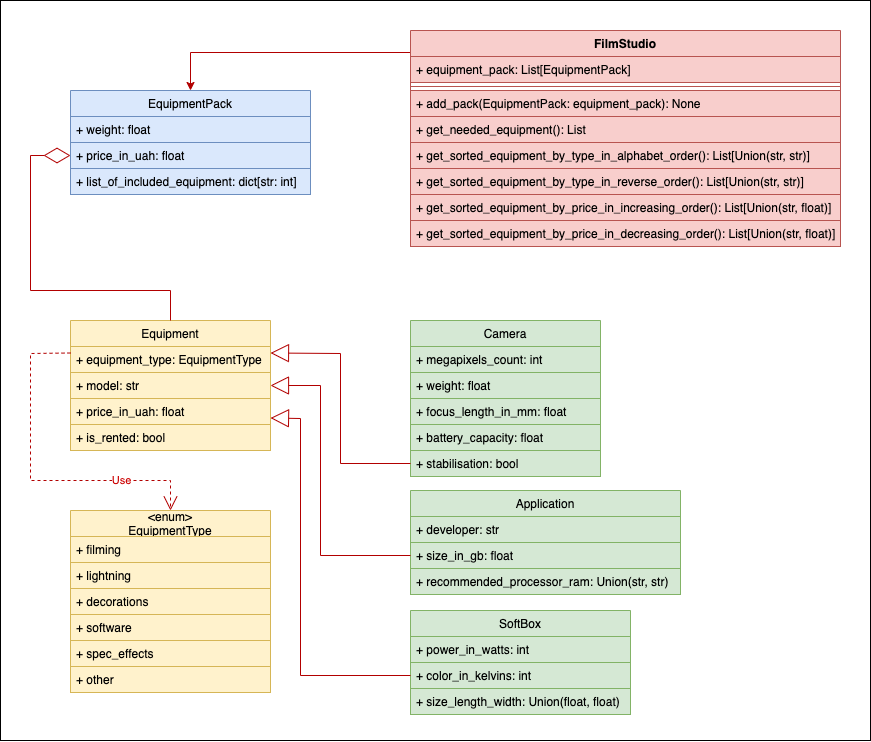 FilmStudio
+ equipment_pack: List[EquipmentPack]
+ add_pack(EquipmentPack: equipment_pack): None
+ get_needed_equipment(): List
+ get_sorted_equipment_by_type_in_alphabet_order(): List[Union(str, str)]
+ get_sorted_equipment_by_type_in_reverse_order(): List[Union(str, str)]
+ get_sorted_equipment_by_price_in_increasing_order(): List[Union(str, float)]
+ get_sorted_equipment_by_price_in_decreasing_order(): List[Union(str, float)]
EquipmentPack
+ weight: float
+ price_in_uah: float
+ list_of_included_equipment: dict[str: int]
Equipment
+ equipment_type: EquipmentType
+ model: str
+ price_in_uah: float
+ is_rented: bool
Use
<enum>
EquipmentType
+ filming
+ lightning
+ decorations
+ software
+ spec_effects
+ other
Camera
+ megapixels_count: int
+ weight: float
+ focus_length_in_mm: float
+ battery_capacity: float
+ stabilisation: bool
Application
+ developer: str
+ size_in_gb: float
+ recommended_processor_ram: Union(str, str)
SoftBox
+ power_in_watts: int
+ color_in_kelvins: int
+ size_length_width: Union(float, float)